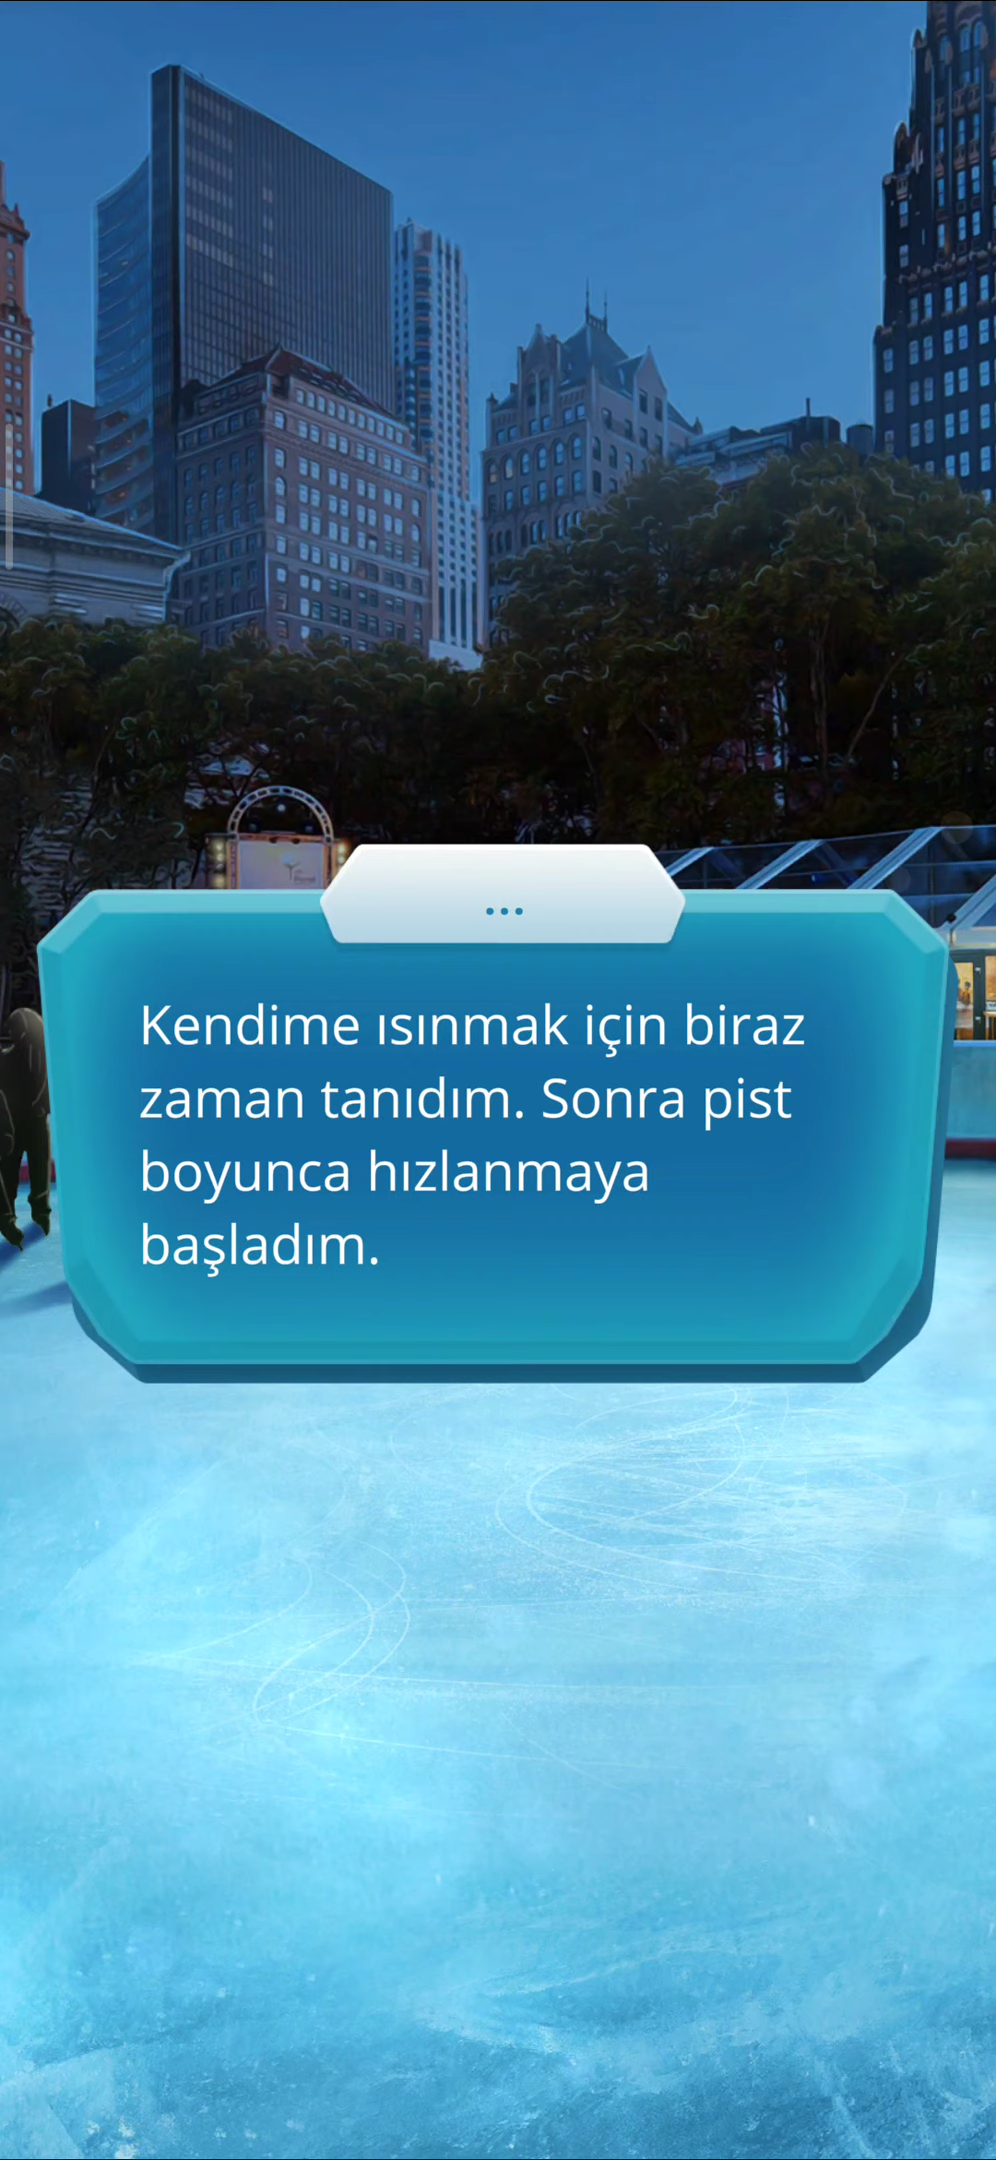 ...
Kendime ısınmak için biraz
zaman tanıdım. Sonra pist
boyunca hızlanmaya
başladım.